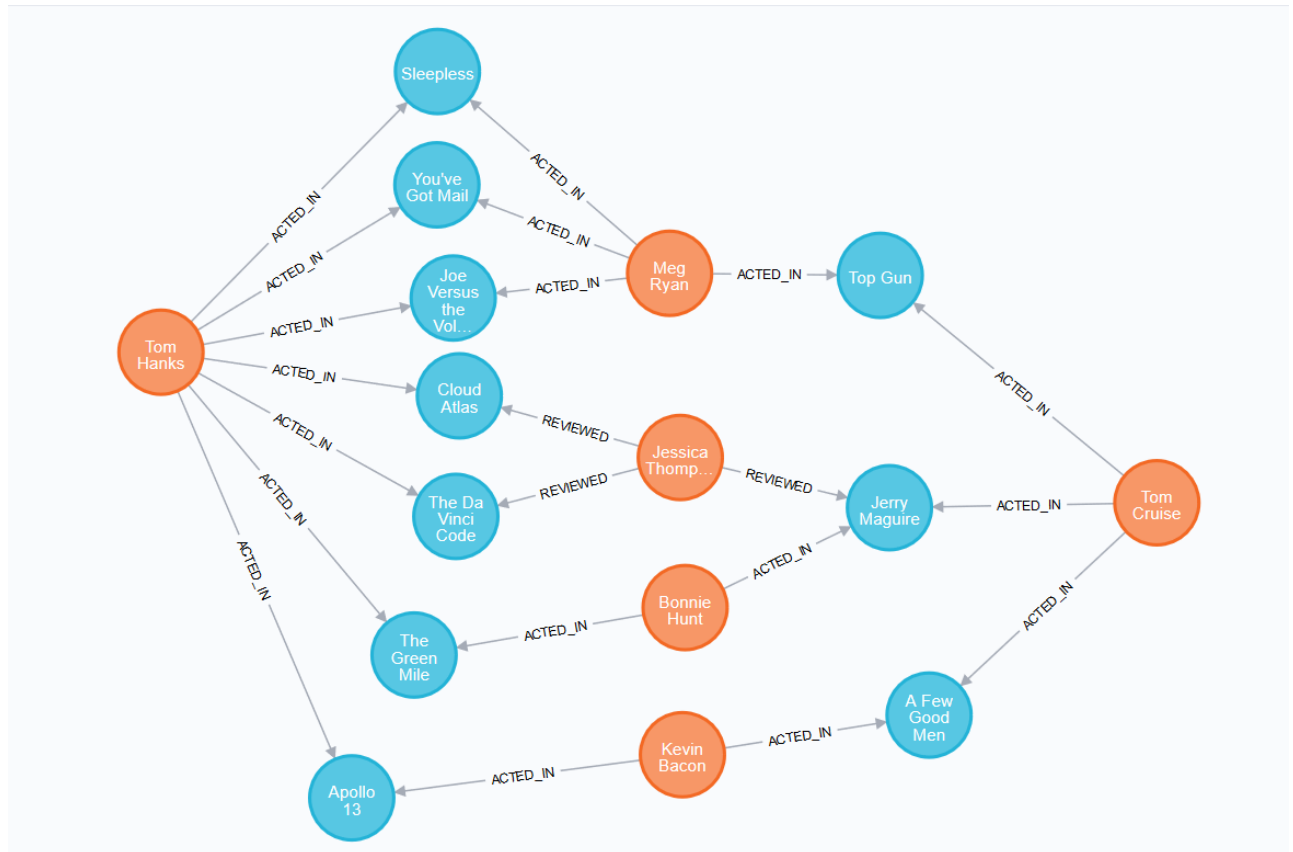 Sleepless
ACTED_IN
ACTED_IN
You've
Got Mail
ACTED_IN
ACTED_IN
Meg
Ryan
ACTED_IN
Top Gun
Joe
Versus
the
Vol...
ACTED_IN
ACTED_IN
Tom
Hanks
ACTED_IN
Cloud
Atlas
ACTED_IN
ACTED_IN
REVIEWED
Jessica
Thomp...
REVIEWED
REVIEWED
ACTED_IN
The Da
Vinci
Code
Jerry
Maguire
ACTED_IN
Tom
Cruise
ACTED_IN
ACTED_IN
Bonnie
Hunt
ACTED_IN
ACTED_IN
The
Green
Mile
A Few
Good
Men
Kevin
Bacon
ACTED_IN
ACTED_IN
Apollo
13